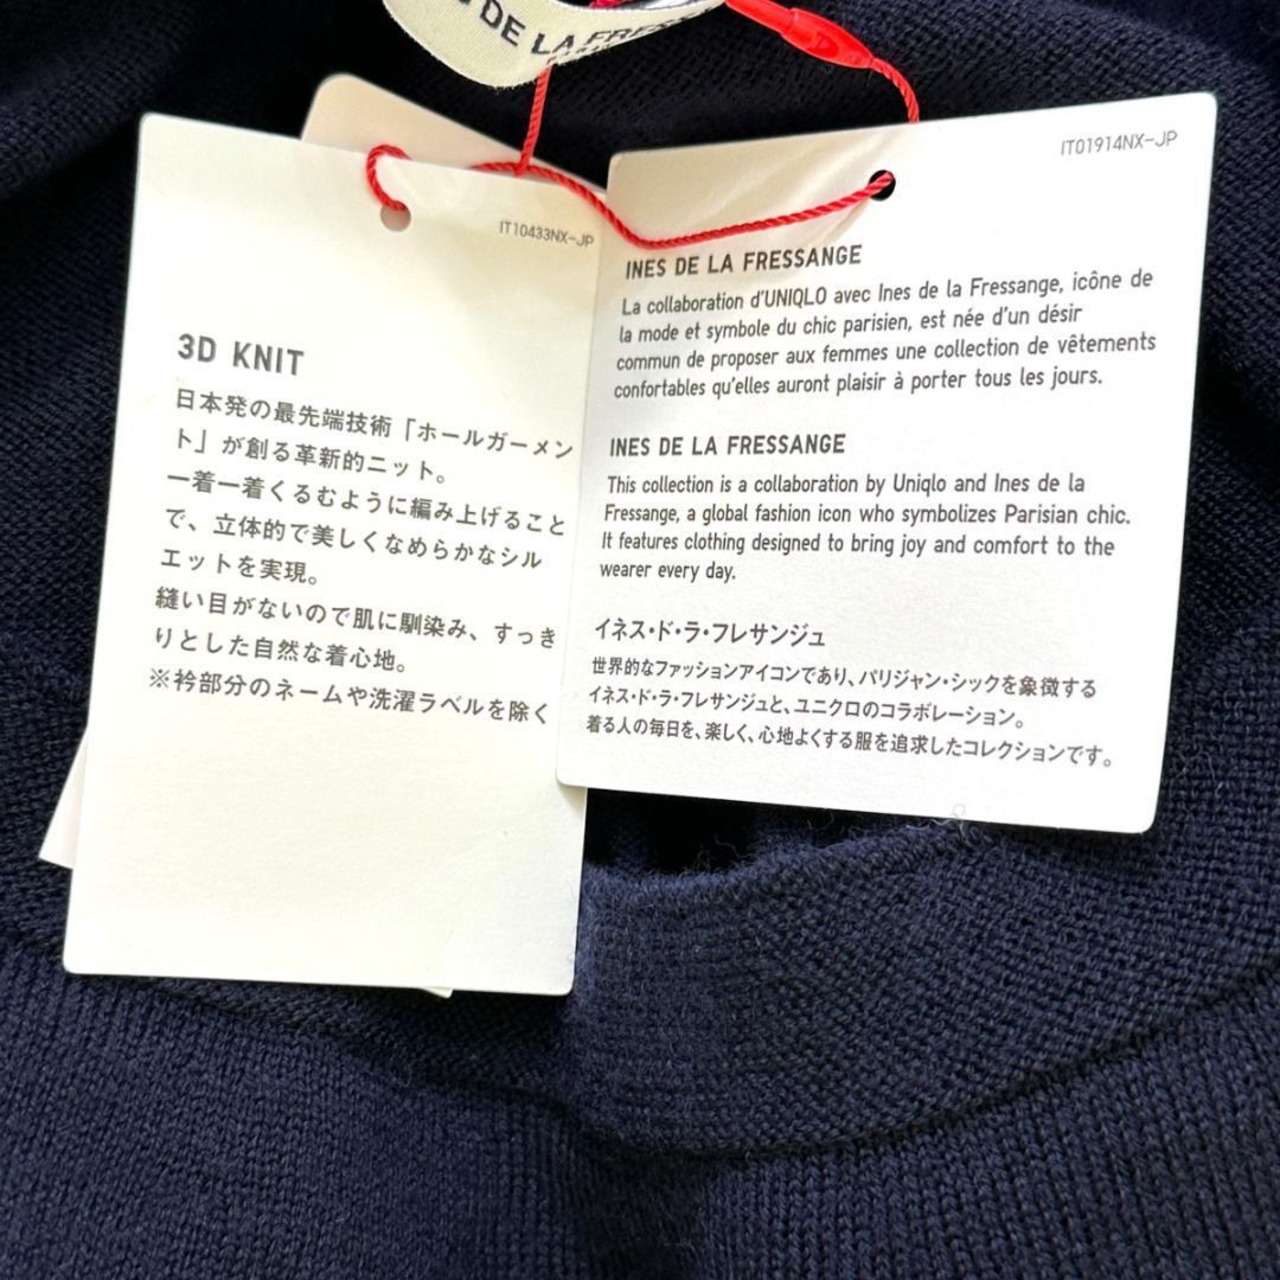 DE LA FRESSANGE
IT10433NX-JP
3D KNIT
日本発の最先端技術「ホールガーメン
ト」が創る革新的ニット。
一着一着くるむように編み上げること
で、立体的で美しくなめらかなシル
エットを実現。
縫い目がないので肌に馴染み、すっき
りとした自然な着心地。
※衿部分のネームや洗濯ラベルを除く
IT01914NX-JP
INES DE LA FRESSANGE
La collaboration d'UNIQLO avec Ines de la Fressange, icône de
la mode et symbole du chic parisien, est née d'un désir
commun de proposer aux femmes une collection de vêtements
confortables qu'elles auront plaisir à porter tous les jours.
INES DE LA FRESSANGE
This collection is a collaboration by Uniqlo and Ines de la
Fressange, a global fashion icon who symbolizes Parisian chic.
It features clothing designed to bring joy and comfort to the
wearer every day.
イネス・ド・ラ・フレサンジュ
世界的なファッションアイコンであり、パリジャン・シックを象徴する
イネス・ド・ラ・フレサンジュと、ユニクロのコラボレーション。
着る人の毎日を、楽しく、心地よくする服を追求したコレクションです。